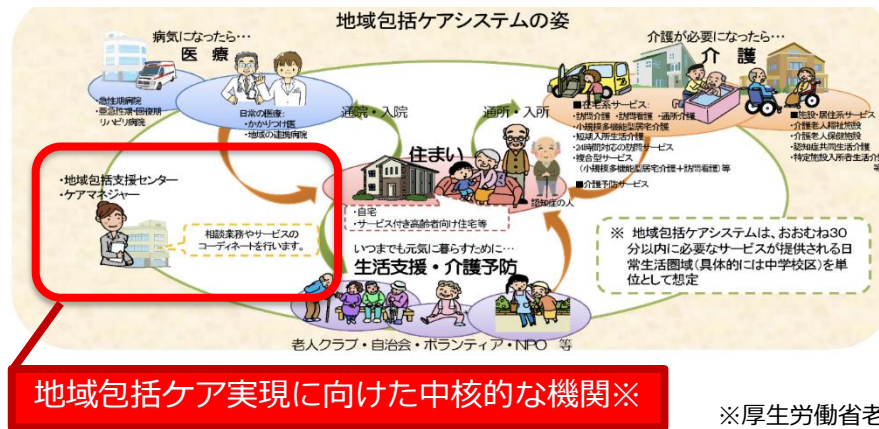 地域包括ケアシステムの姿
病気になったら…
医 療
・急性期病院
・亜急性期・回復期
リハビリ病院
日常の医療:
・かかりつけ医
・地域の連携病院
通院・入院
通所・入所
介護が必要になったら…
介 護
■在宅系サービス:
・訪問介護 ・訪問看護 ・通所介護
・小規模多機能型居宅介護
・短期入所生活介護
・24時間対応の訪問サービス
・複合型サービス
(小規模多機能型居宅介護+訪問看護)等
■介護予防サービス
■施設・居住系サービス
・介護老人福祉施設
・介護老人保健施設
・認知症共同生活介護
・特定施設入所者生活介
等
住まい
認知症の人
・自宅
・サービス付き高齢者向け住宅等
・地域包括支援センター
・ケアマネジャー
相談業務やサービスの
コーディネートを行います。
いつまでも元気に暮らすために…
生活支援・介護予防
老人クラブ・自治会・ボランティア・NPO 等
※ 地域包括ケアシステムは、おおむね30
分以内に必要なサービスが提供される日
常生活圏域(具体的には中学校区)を単
位として想定
地域包括ケア実現に向けた中核的な機関※
※厚生労働省老